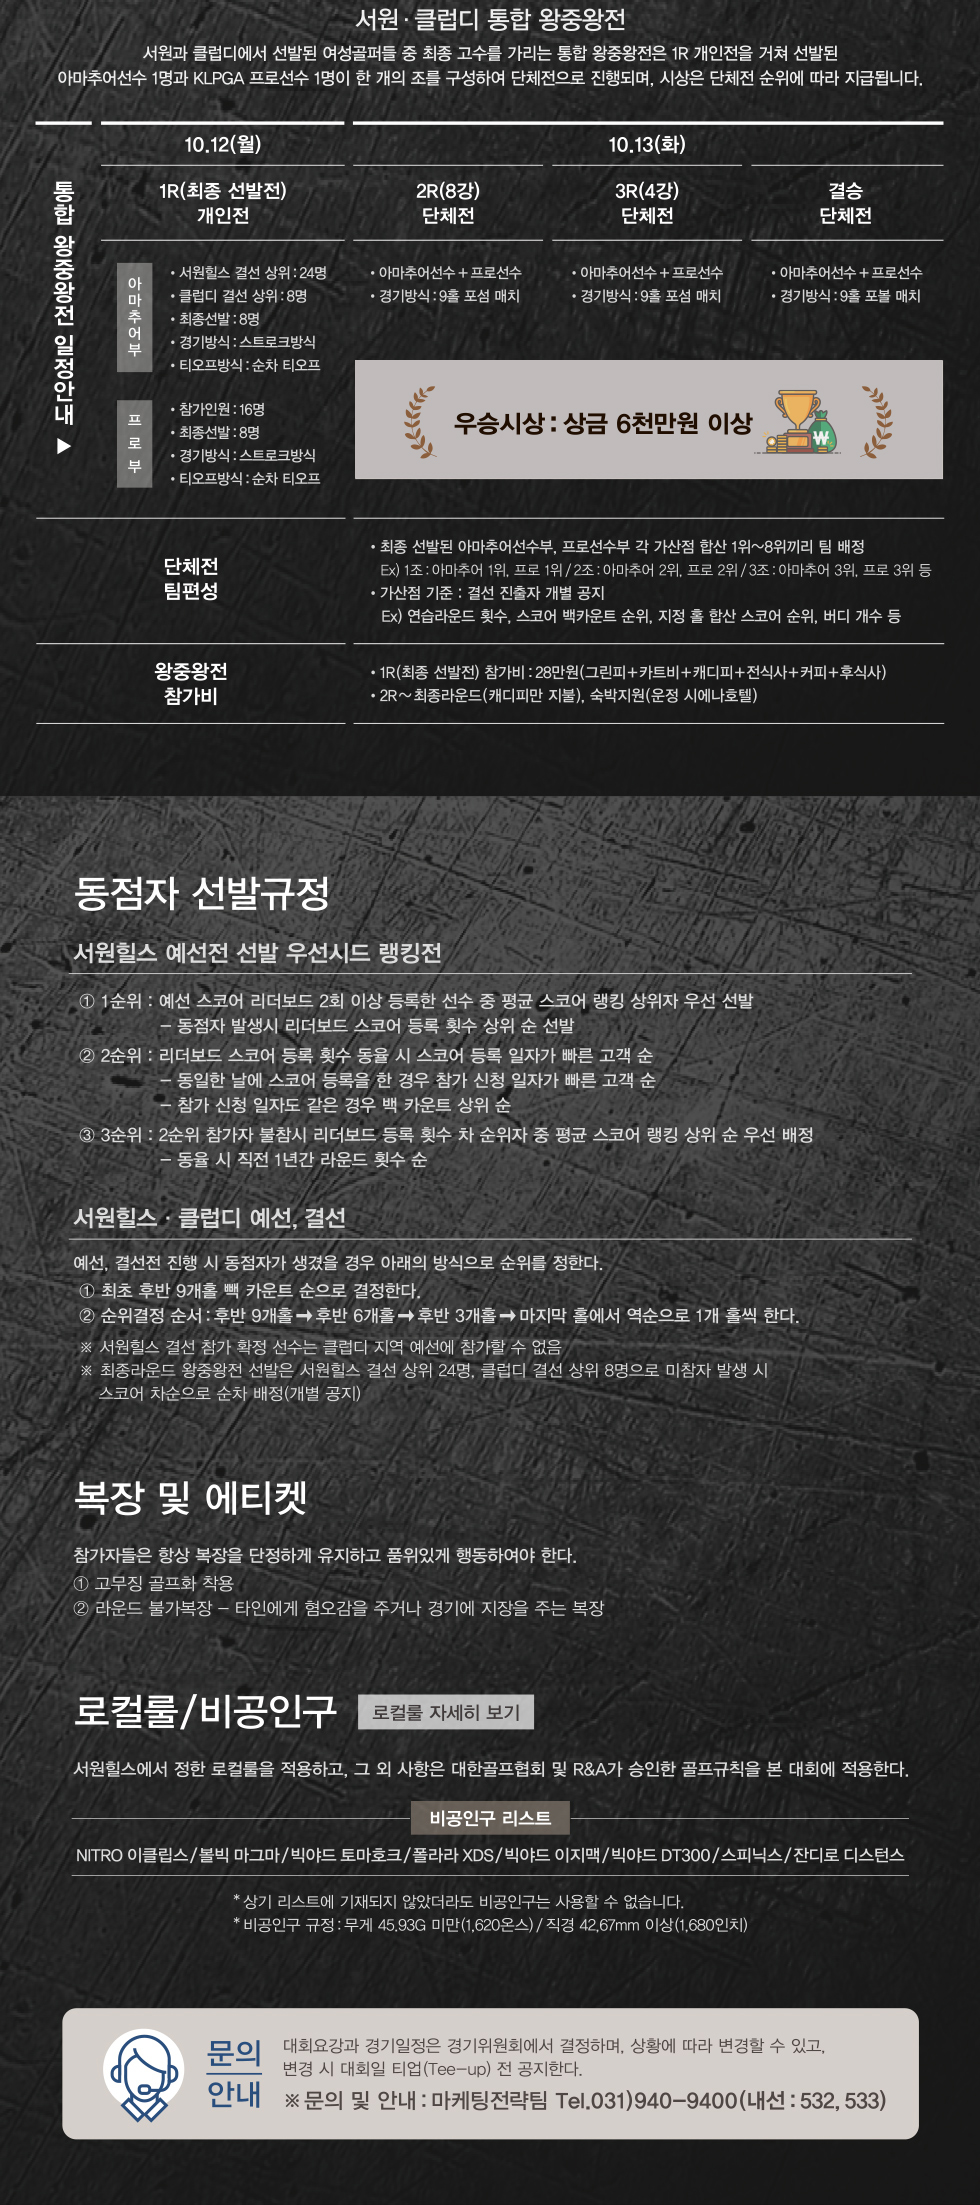 서원·클럽디 통합 왕중왕전
서원과 클럽디에서 선발된 여성골퍼들 중 최종 고수를 가리는 통합 왕중왕전은 1R 개인전을 거쳐 선발된
아마추어선수 1명과 KLPGA 프로선수 1명이 한 개의 조를 구성하여 단체전으로 진행되며, 시상은 단체전 순위에 따라 지급됩니다.
통합 왕중왕전 일정안내 ▶
10.12(월)
10.13(화)
1R(최종 선발전)
개인전
2R(8강)
단체전
3R(4강)
단체전
결승
단체전
아마추어부
• 서원힐스 결선 상위 : 24명
• 클럽디 결선 상위 : 8명
• 최종선발 : 8명
• 경기방식 : 스트로크방식
• 티오프방식 : 순차 티오프
• 아마추어선수 + 프로선수
• 경기방식 : 9홀 포섬 매치
• 아마추어선수 + 프로선수
• 경기방식 : 9홀 포섬 매치
• 아마추어선수 + 프로선수
• 경기방식 : 9홀 포볼 매치
프로부
• 참가인원 : 16명
• 최종선발 : 8명
• 경기방식 : 스트로크방식
• 티오프방식 : 순차 티오프
우승시상 : 상금 6천만원 이상
₩
단체전
팀편성
• 최종 선발된 아마추어선수부, 프로선수부 각 가산점 합산 1위~8위끼리 팀 배정
Ex) 1조 : 아마추어 1위, 프로 1위 / 2조 : 아마추어 2위, 프로 2위 / 3조 : 아마추어 3위, 프로 3위 등
• 가산점 기준 : 결선 진출자 개별 공지
Ex) 연습라운드 횟수, 스코어 백카운트 순위, 지정 홀 합산 스코어 순위, 버디 개수 등
왕중왕전
참가비
• 1R(최종 선발전) 참가비 : 28만원(그린피+카트비+캐디피+전식사+커피+후식사)
• 2R~최종라운드(캐디피만 지불), 숙박지원(운정 시에나호텔)
동점자 선발규정
서원힐스 예선전 선발 우선시드 랭킹전
① 1순위 : 예선 스코어 리더보드 2회 이상 등록한 선수 중 평균 스코어 랭킹 상위자 우선 선발
– 동점자 발생시 리더보드 스코어 등록 횟수 상위 순 선발
② 2순위 : 리더보드 스코어 등록 횟수 동율 시 스코어 등록 일자가 빠른 고객 순
– 동일한 날에 스코어 등록을 한 경우 참가 신청 일자가 빠른 고객 순
– 참가 신청 일자도 같은 경우 백 카운트 상위 순
③ 3순위 : 2순위 참가자 불참시 리더보드 등록 횟수 차 순위자 중 평균 스코어 랭킹 상위 순 우선 배정
– 동율 시 직전 1년간 라운드 횟수 순
서원힐스 · 클럽디 예선, 결선
예선, 결선전 진행 시 동점자가 생겼을 경우 아래의 방식으로 순위를 정한다.
① 최초 후반 9개홀 빽 카운트 순으로 결정한다.
② 순위결정 순서 : 후반 9개홀 ➞ 후반 6개홀 ➞ 후반 3개홀 ➞ 마지막 홀에서 역순으로 1개 홀씩 한다.
※ 서원힐스 결선 참가 확정 선수는 클럽디 지역 예선에 참가할 수 없음
※ 최종라운드 왕중왕전 선발은 서원힐스 결선 상위 24명, 클럽디 결선 상위 8명으로 미참자 발생 시
스코어 차순으로 순차 배정(개별 공지)
복장 및 에티켓
참가자들은 항상 복장을 단정하게 유지하고 품위있게 행동하여야 한다.
① 고무징 골프화 착용
② 라운드 불가복장 – 타인에게 혐오감을 주거나 경기에 지장을 주는 복장
로컬룰/비공인구
로컬룰 자세히 보기
서원힐스에서 정한 로컬룰을 적용하고, 그 외 사항은 대한골프협회 및 R&A가 승인한 골프규칙을 본 대회에 적용한다.
비공인구 리스트
NITRO 이클립스/볼빅 마그마/빅야드 토마호크/폴라라 XDS/빅야드 이지맥/빅야드 DT300/스피닉스/잔디로 디스턴스
* 상기 리스트에 기재되지 않았더라도 비공인구는 사용할 수 없습니다.
* 비공인구 규정 : 무게 45.93G 미만(1,620온스) / 직경 42,67mm 이상(1,680인치)
문의
안내
대회요강과 경기일정은 경기위원회에서 결정하며, 상황에 따라 변경할 수 있고,
변경 시 대회일 티업(Tee-up) 전 공지한다.
※ 문의 및 안내 : 마케팅전략팀 Tel.031)940-9400(내선 : 532, 533)